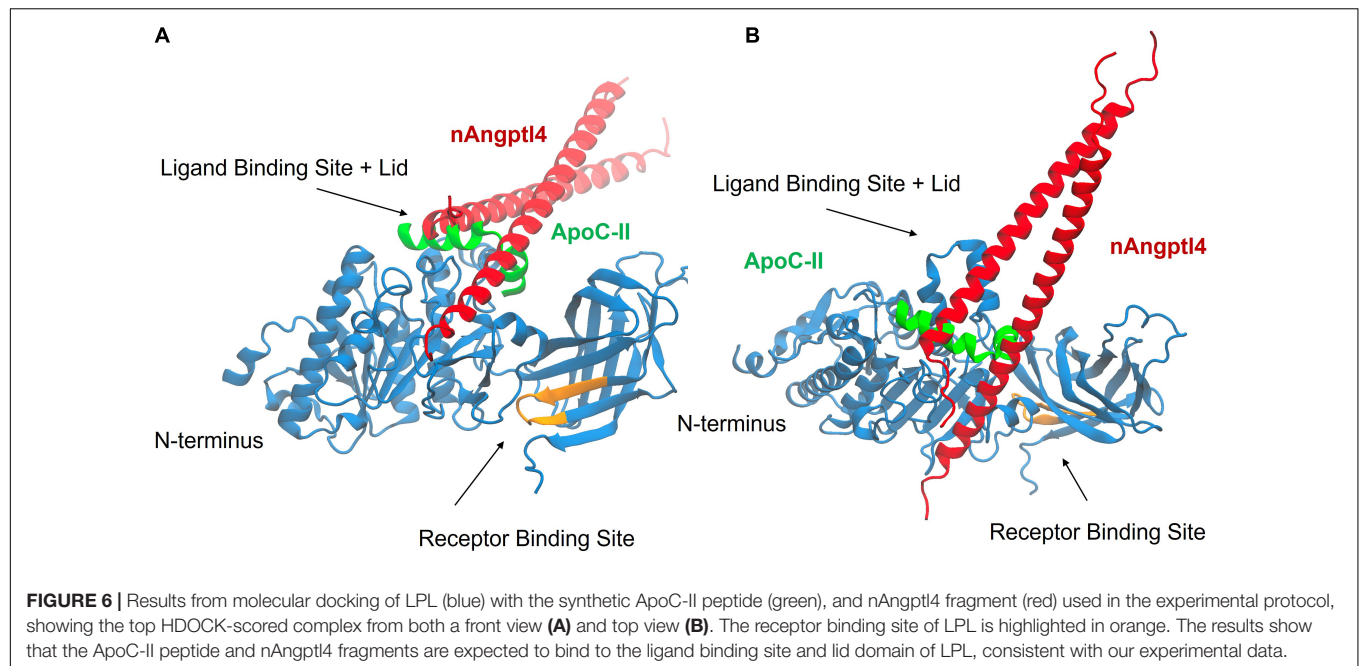 A
nAngptl4
Ligand Binding Site + Lid
ApoC-II
N-terminus
Receptor Binding Site
B
Ligand Binding Site + Lid
ApoC-II
nAngptl4
N-terminus
Receptor Binding Site
FIGURE 6 | Results from molecular docking of LPL (blue) with the synthetic ApoC-II peptide (green), and nAngptl4 fragment (red) used in the experimental protocol,
showing the top HDOCK-scored complex from both a front view (A) and top view (B). The receptor binding site of LPL is highlighted in orange. The results show
that the ApoC-II peptide and nAngptl4 fragments are expected to bind to the ligand binding site and lid domain of LPL, consistent with our experimental data.